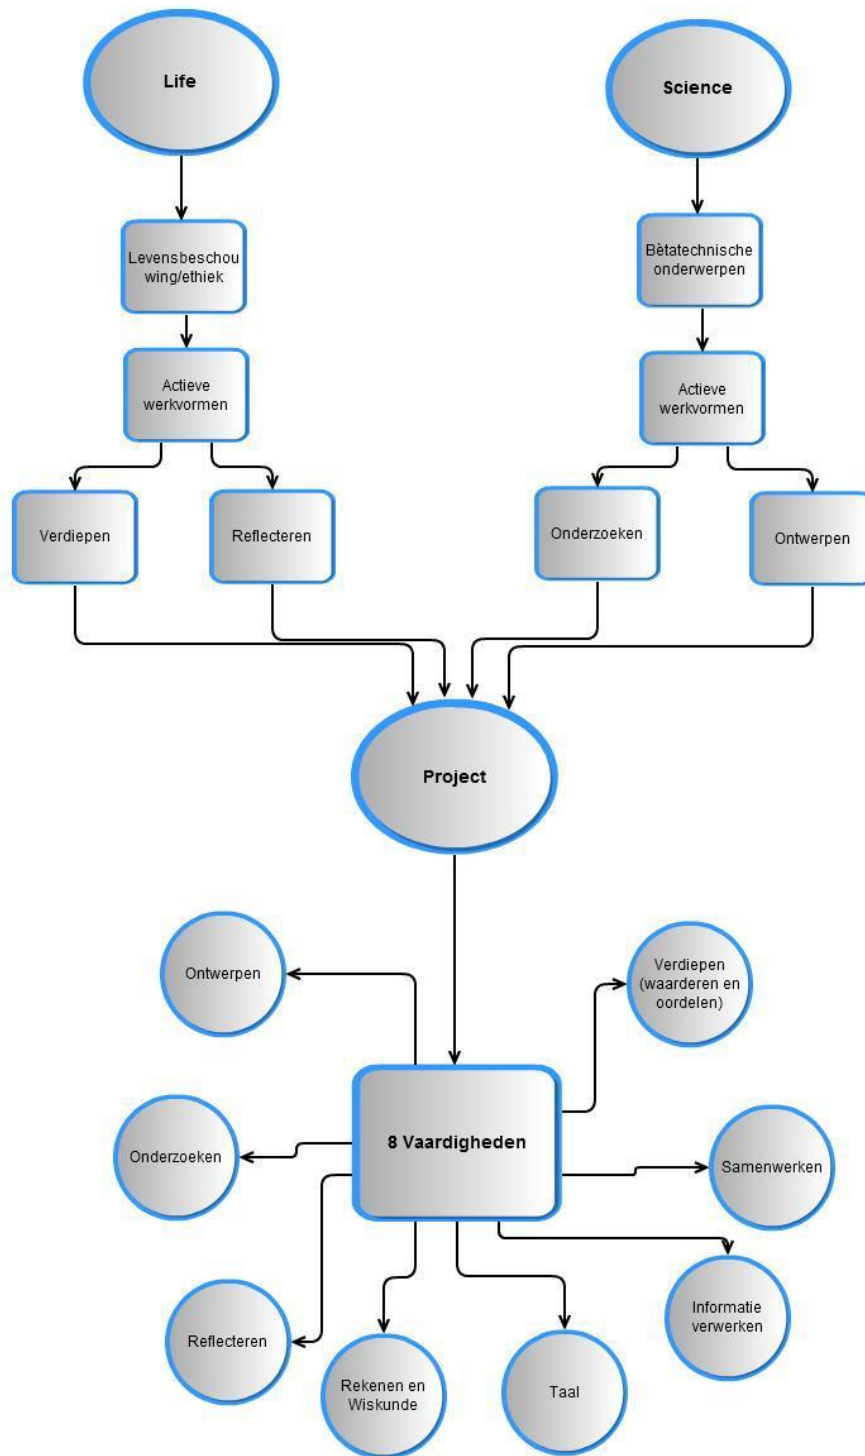 Life
Science
Levensbeschou
wing/ethiek
Bètatechnische
onderwerpen
Actieve
werkvormen
Actieve
werkvormen
Verdiepen
Reflecteren
Onderzoeken
Ontwerpen
Project
Ontwerpen
Verdiepen
(waarderen en
oordelen)
8 Vaardigheden
Onderzoeken
Samenwerken
Reflecteren
Informatie
verwerken
Rekenen en
Wiskunde
Taal